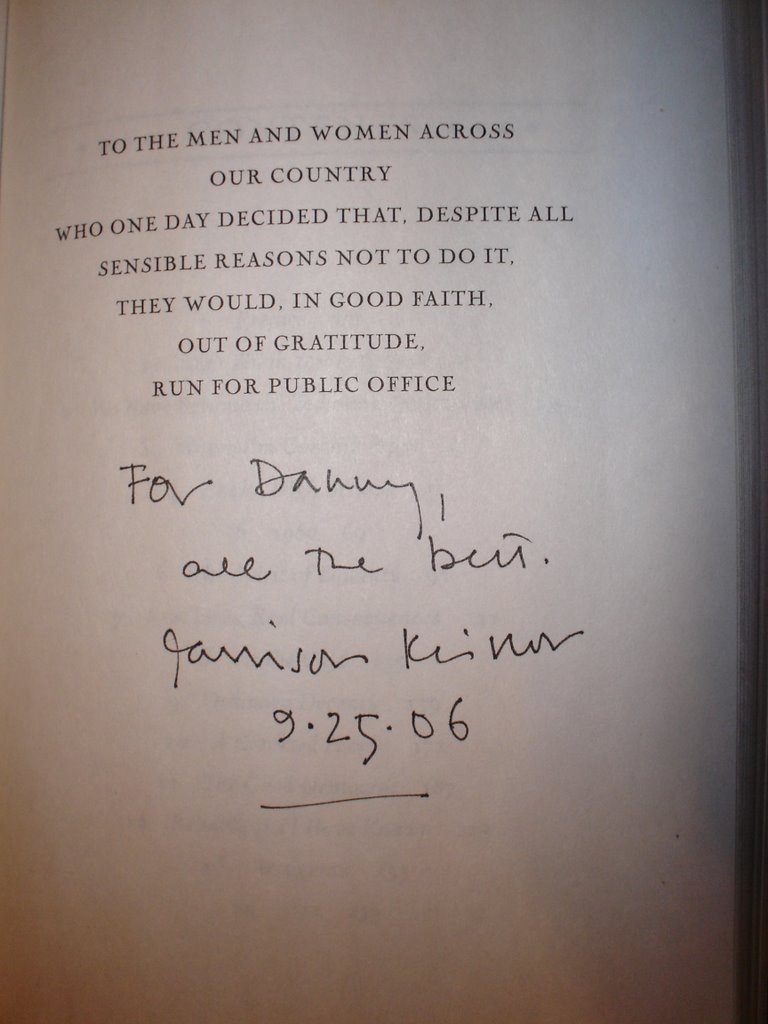 TO THE MEN AND WOMEN ACROSS
OUR COUNTRY
WHO ONE DAY DECIDED THAT, DESPITE ALL
SENSIBLE REASONS NOT TO DO IT,
THEY WOULD, IN GOOD FAITH,
OUT OF GRATITUDE,
RUN FOR PUBLIC OFFICE
For Danny,
all the best.
Garrison Keillor
9.25.06